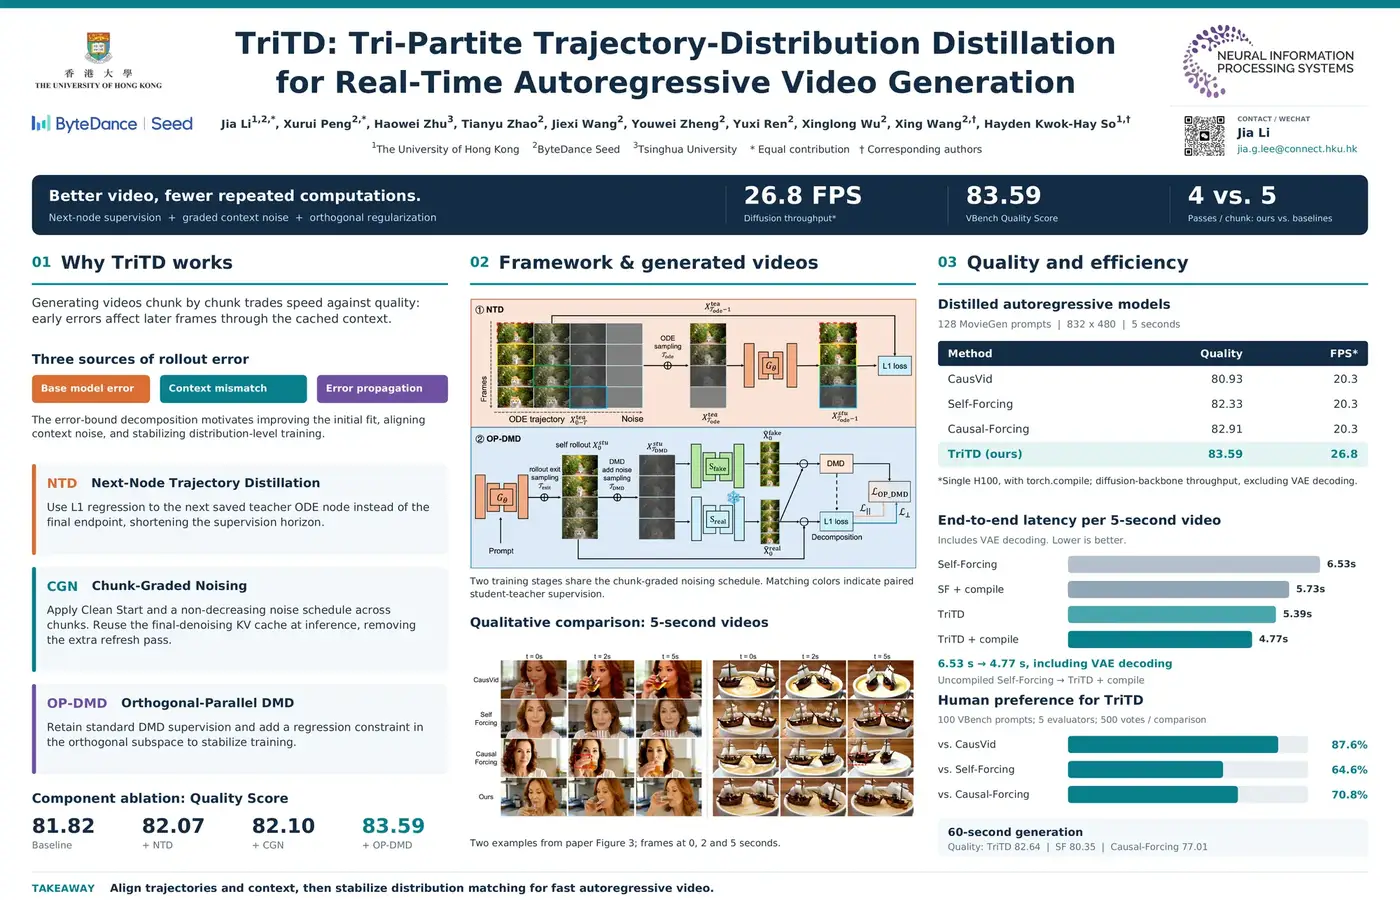 TriTD: Tri-Partite Trajectory-Distribution Distillation
for Real-Time Autoregressive Video Generation
香 港 大 學
THE UNIVERSITY OF HONG KONG
ByteDance | Seed
NEURAL INFORMATION
PROCESSING SYSTEMS
Jia Li1,2,*, Xurui Peng2,*, Haowei Zhu3, Tianyu Zhao2, Jiexi Wang2, Youwei Zheng2, Yuxi Ren2, Xinglong Wu2, Xing Wang2,†, Hayden Kwok-Hay So1,†
1The University of Hong Kong 2ByteDance Seed 3Tsinghua University * Equal contribution † Corresponding authors
CONTACT / WECHAT
Jia Li
jia.g.lee@connect.hku.hk
Better video, fewer repeated computations.
Next-node supervision + graded context noise + orthogonal regularization
26.8 FPS
Diffusion throughput*
83.59
VBench Quality Score
4 vs. 5
Passes / chunk: ours vs. baselines
01 Why TriTD works
Generating videos chunk by chunk trades speed against quality:
early errors affect later frames through the cached context.
Three sources of rollout error
Base model error
Context mismatch
Error propagation
The error-bound decomposition motivates improving the initial fit, aligning
context noise, and stabilizing distribution-level training.
NTD Next-Node Trajectory Distillation
Use L1 regression to the next saved teacher ODE node instead of the
final endpoint, shortening the supervision horizon.
CGN Chunk-Graded Noising
Apply Clean Start and a non-decreasing noise schedule across
chunks. Reuse the final-denoising KV cache at inference, removing
the extra refresh pass.
OP-DMD Orthogonal-Parallel DMD
Retain standard DMD supervision and add a regression constraint in
the orthogonal subspace to stabilize training.
Component ablation: Quality Score
81.82 82.07 82.10 83.59
Baseline + NTD + CGN + OP-DMD
02 Framework & generated videos
① NTD
Frames
ODE trajectory
Noise
ODE
sampling
Gθ
L1 loss
② OP-DMD
self rollout
rollout exit
sampling
DMD
add noise
sampling
Gθ
Prompt
Sfake
Sreal
DMD
L1 loss
Decomposition
ℒOP_DMD
ℒ||
ℒ⊥
Two training stages share the chunk-graded noising schedule. Matching colors indicate paired
student-teacher supervision.
Qualitative comparison: 5-second videos
t = 0s t = 2s t = 5s t = 0s t = 2s t = 5s
CausVid
Self
Forcing
Causal
Forcing
Ours
Two examples from paper Figure 3; frames at 0, 2 and 5 seconds.
03 Quality and efficiency
Distilled autoregressive models
128 MovieGen prompts | 832 x 480 | 5 seconds
Method Quality FPS*
CausVid 80.93 20.3
Self-Forcing 82.33 20.3
Causal-Forcing 82.91 20.3
TriTD (ours) 83.59 26.8
*Single H100, with torch.compile; diffusion-backbone throughput, excluding VAE decoding.
End-to-end latency per 5-second video
Includes VAE decoding. Lower is better.
Self-Forcing 6.53s
SF + compile 5.73s
TriTD 5.39s
TriTD + compile 4.77s
6.53 s → 4.77 s, including VAE decoding
Uncompiled Self-Forcing → TriTD + compile
Human preference for TriTD
100 VBench prompts; 5 evaluators; 500 votes / comparison
vs. CausVid 87.6%
vs. Self-Forcing 64.6%
vs. Causal-Forcing 70.8%
60-second generation
Quality: TriTD 82.64 | SF 80.35 | Causal-Forcing 77.01
TAKEAWAY Align trajectories and context, then stabilize distribution matching for fast autoregressive video.